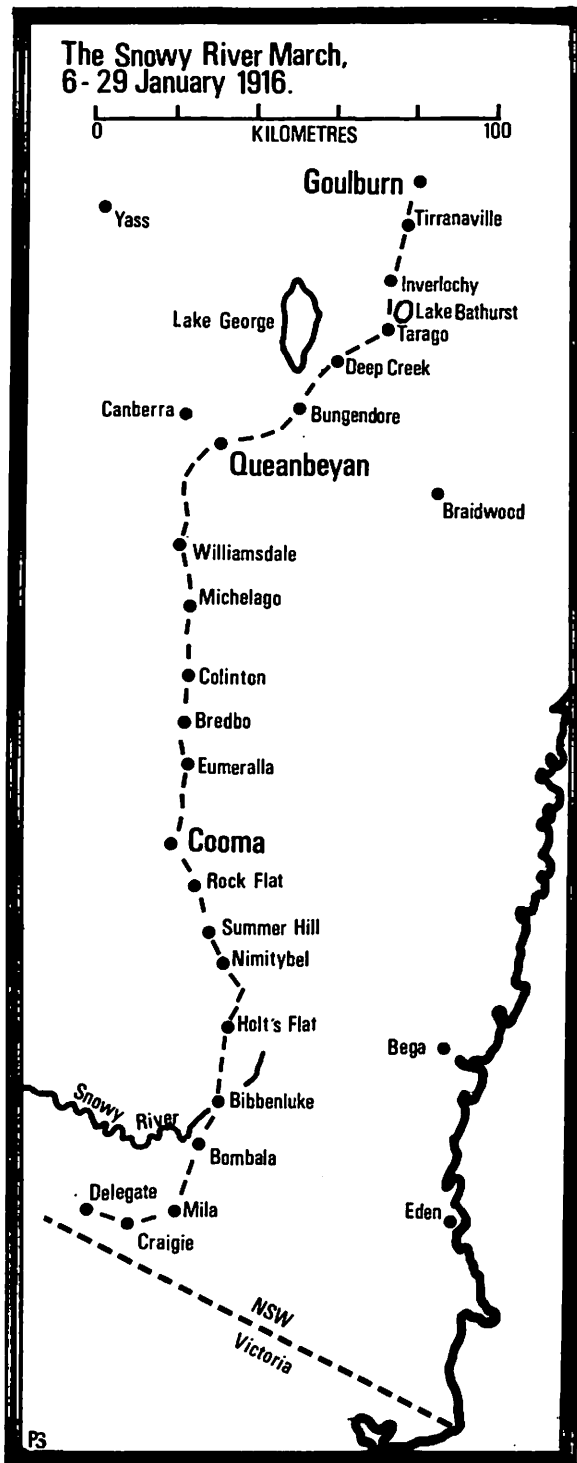 The Snowy River March,
6 - 29 January 1916.
0
KILOMETRES
100
Goulburn
Yass
Tirranaville
Inverlochy
Lake George
Lake Bathurst
Tarago
Deep Creek
Canberra
Bungendore
Queanbeyan
Braidwood
Williamsdale
Michelago
Colinton
Bredbo
Eumeralla
Cooma
Rock Flat
Summer Hill
Nimitybel
Holt's Flat
Bega
Snowy River
Bibbenluke
Bombala
Delegate
Mila
Eden
Craigie
NSW
Victoria
PS